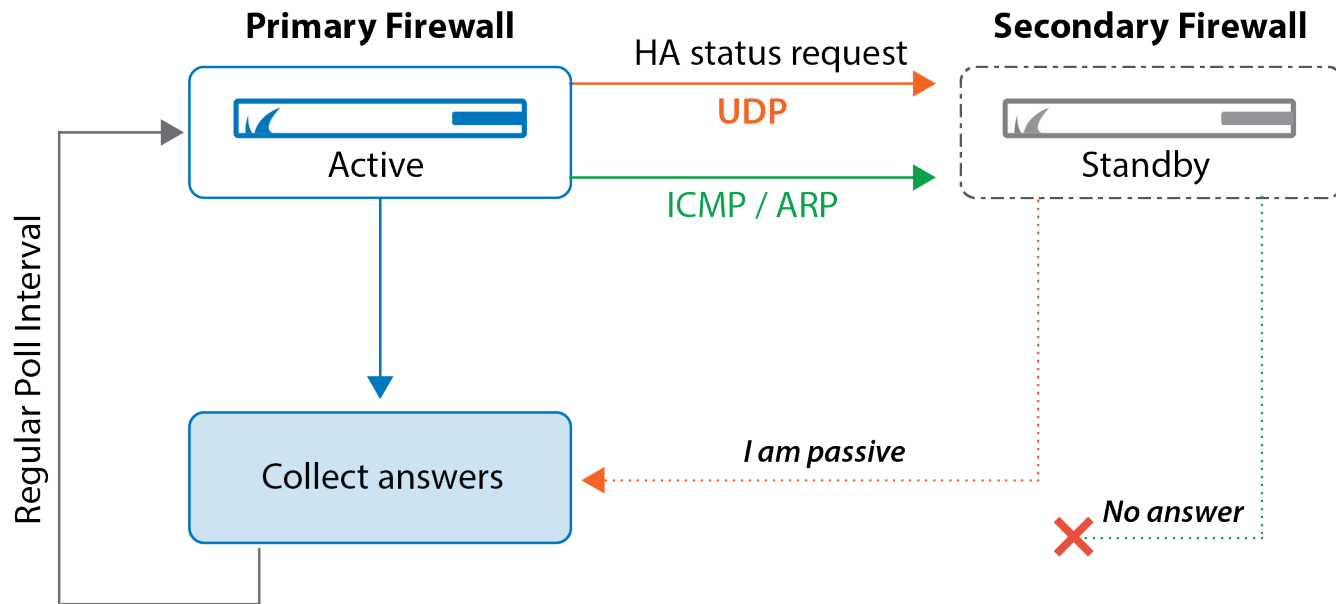 Primary Firewall
Secondary Firewall
HA status request
UDP
Active
Standby
ICMP / ARP
Regular Poll Interval
I am passive
Collect answers
No answer